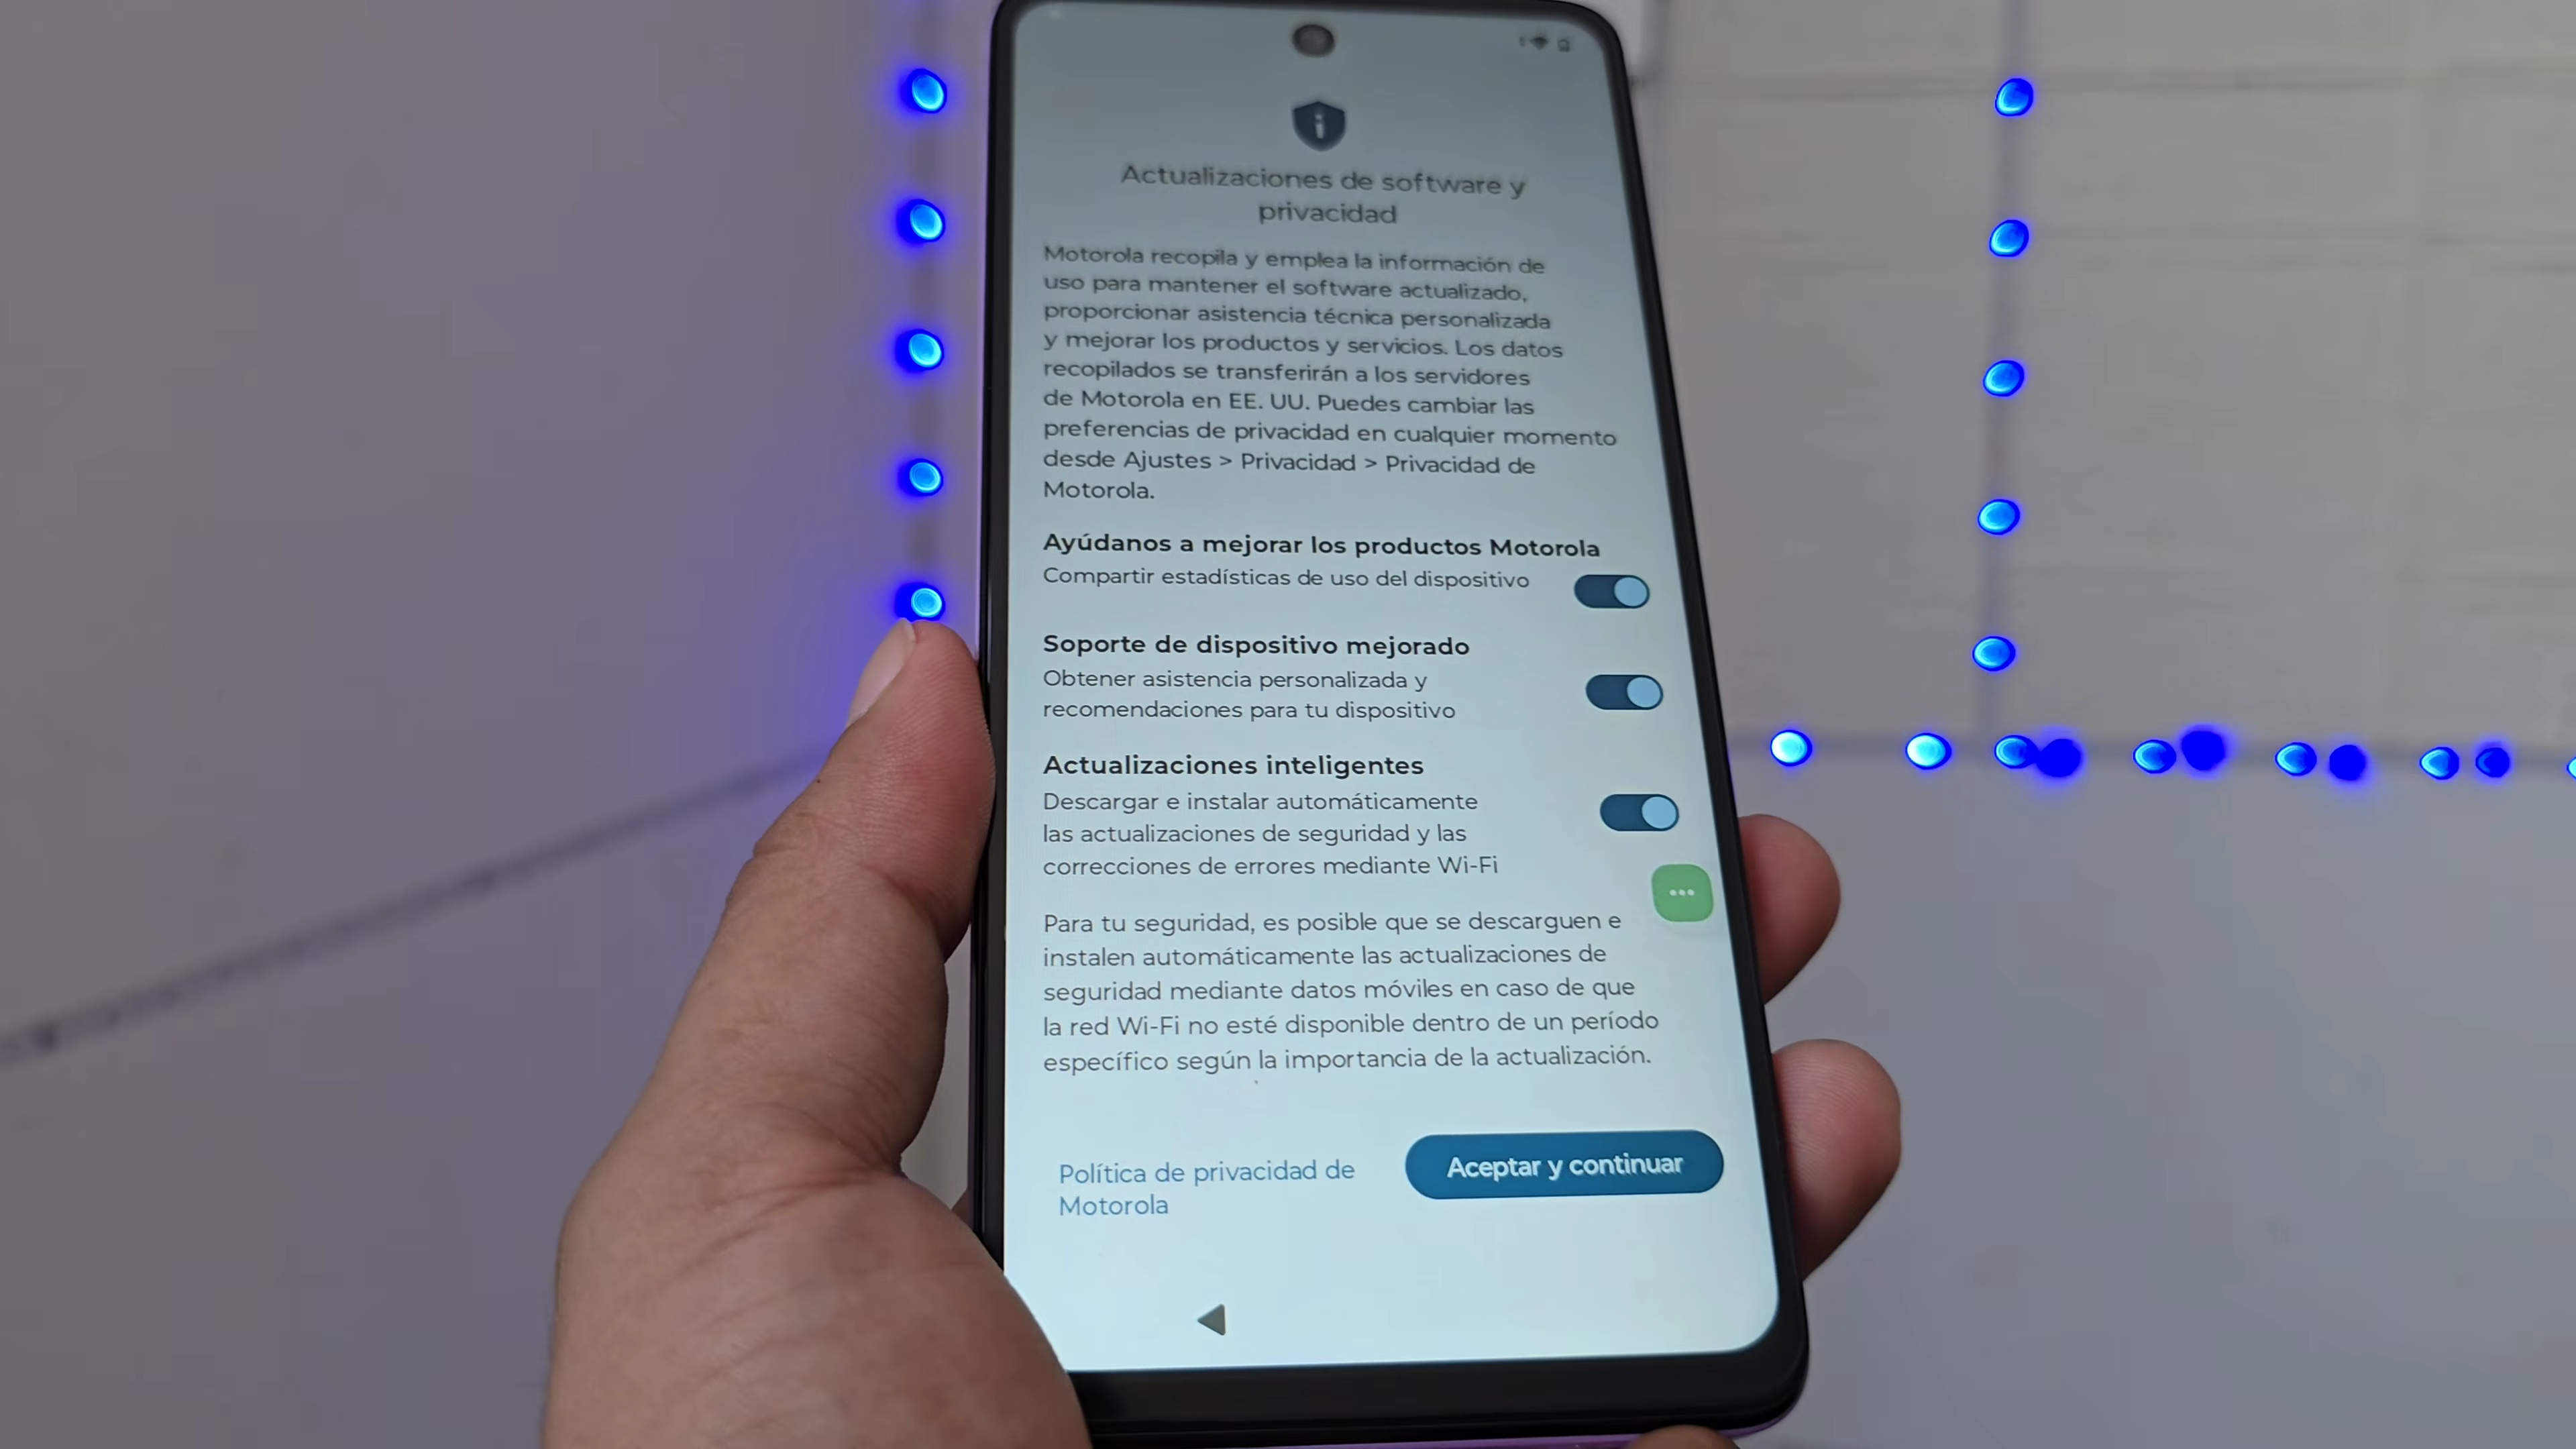 Actualizaciones de software y
privacidad
Motorola recopila y emplea la información de
uso para mantener el software actualizado,
proporcionar asistencia técnica personalizada
y mejorar los productos y servicios. Los datos
recopilados se transferirán a los servidores
de Motorola en EE. UU. Puedes cambiar las
preferencias de privacidad en cualquier momento
desde Ajustes > Privacidad > Privacidad de
Motorola.
Ayúdanos a mejorar los productos Motorola
Compartir estadísticas de uso del dispositivo
Soporte de dispositivo mejorado
Obtener asistencia personalizada y
recomendaciones para tu dispositivo
Actualizaciones inteligentes
Descargar e instalar automáticamente
las actualizaciones de seguridad y las
correcciones de errores mediante Wi-Fi
Para tu seguridad, es posible que se descarguen e
instalen automáticamente las actualizaciones de
seguridad mediante datos móviles en caso de que
la red Wi-Fi no esté disponible dentro de un período
específico según la importancia de la actualización.
Política de privacidad de
Motorola
Aceptar y continuar